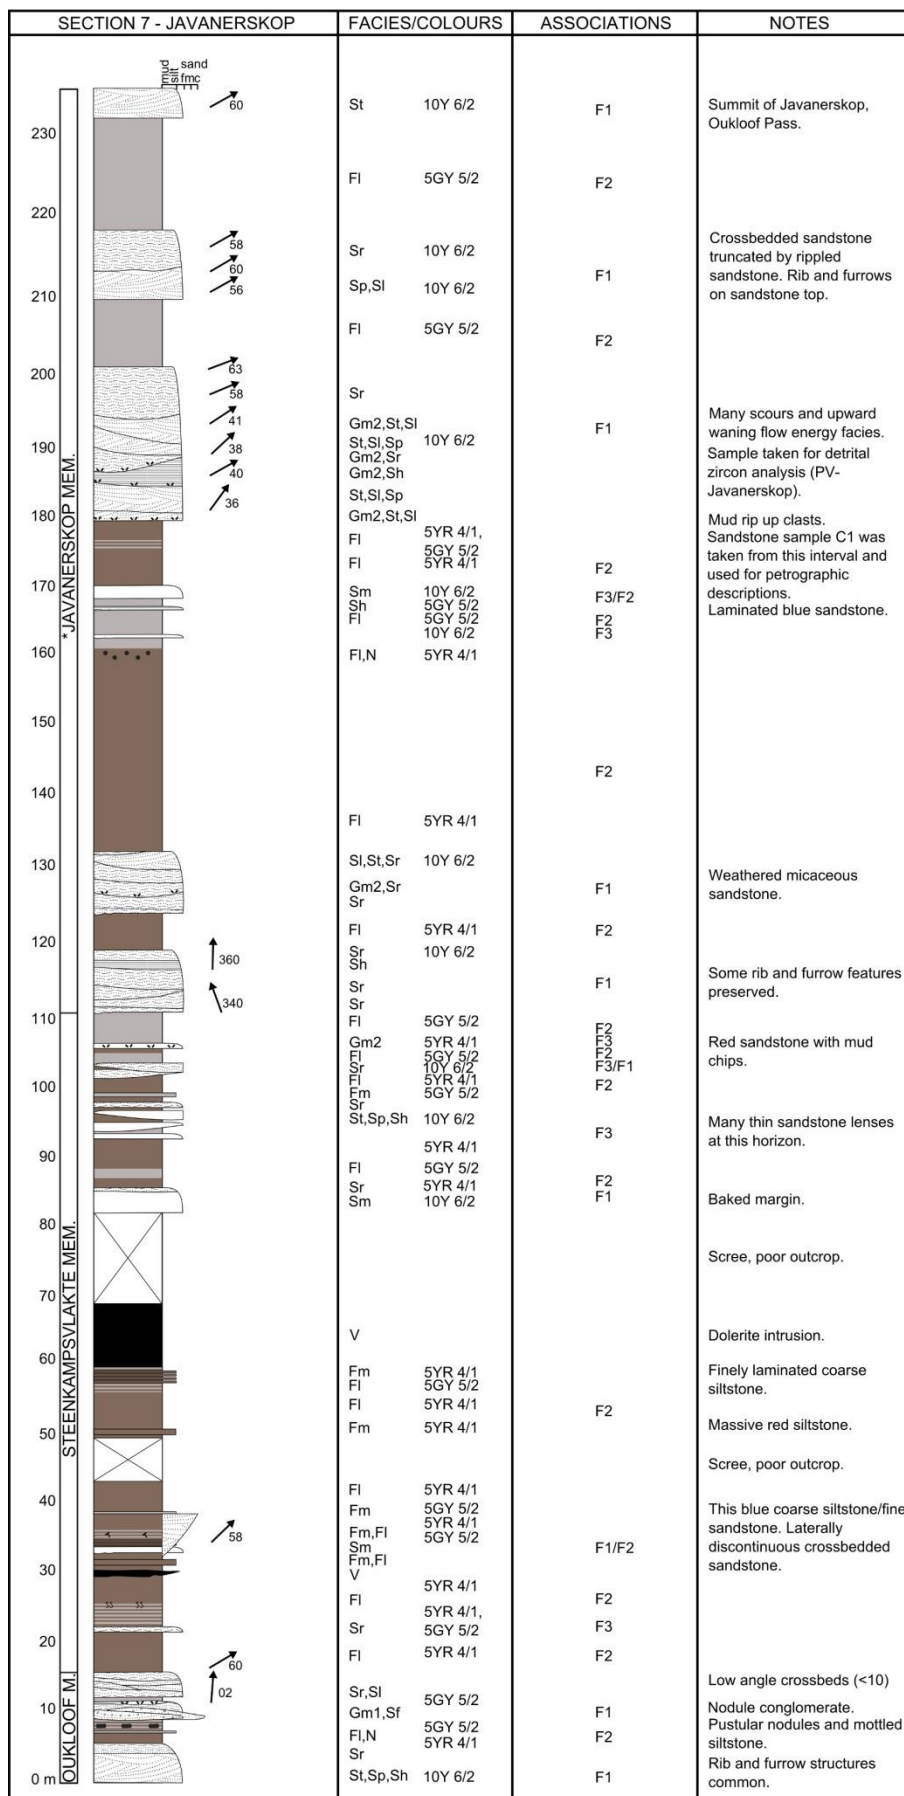 SECTION 7 - JAVANERSKOP
FACIES/COLOURS
ASSOCIATIONS
NOTES
mud
silt
sand
fmc
*JAVANERSKOP MEM.
STEENKAMPSVLAKTE MEM.
OUKLOOF M.
230
220
210
200
190
180
170
160
150
140
130
120
110
100
90
80
70
60
50
40
30
20
10
0 m
60
58
60
56
63
58
41
38
40
36
360
340
58
60
02
St 10Y 6/2
Fl 5GY 5/2
Sr 10Y 6/2
Sp,Sl 10Y 6/2
Fl 5GY 5/2
Sr
Gm2,St,Sl
St,Sl,Sp 10Y 6/2
Gm2,Sr
Gm2,Sh
St,Sl,Sp
Gm2,St,Sl
Fl 5YR 4/1,
5GY 5/2
Fl 5YR 4/1
Sm 10Y 6/2
Sh 5GY 5/2
Fl 5GY 5/2
10Y 6/2
Fl,N 5YR 4/1
Fl 5YR 4/1
Sl,St,Sr 10Y 6/2
Gm2,Sr
Sr
Fl 5YR 4/1
Sr 10Y 6/2
Sh
Sr
Sr
Fl 5GY 5/2
Gm2 5YR 4/1
Fl 5GY 5/2
Sr 10Y 6/2
Fl 5YR 4/1
Fm 5GY 5/2
Sr
St,Sp,Sh 10Y 6/2
5YR 4/1
Fl 5GY 5/2
Sr 5YR 4/1
Sm 10Y 6/2
V
Fm 5YR 4/1
Fl 5GY 5/2
Fl 5YR 4/1
Fm 5YR 4/1
Fl 5YR 4/1
Fm 5GY 5/2
5YR 4/1
Fm,Fl 5GY 5/2
Sm
Fm,Fl
V
5YR 4/1
Fl
5YR 4/1,
Sr 5GY 5/2
Fl 5YR 4/1
Sr,Sl
5GY 5/2
Gm1,Sf
5GY 5/2
Fl,N 5YR 4/1
Sr
St,Sp,Sh 10Y 6/2
F1
F2
F1
F2
F1
F2
F3/F2
F2
F3
F2
F1
F2
F1
F2
F3
F2
F3/F1
F2
F3
F2
F1
F2
F1/F2
F2
F3
F2
F1
F2
F1
Summit of Javanerskop,
Oukloof Pass.
Crossbedded sandstone
truncated by rippled
sandstone. Rib and furrows
on sandstone top.
Many scours and upward
waning flow energy facies.
Sample taken for detrital
zircon analysis (PV-
Javanerskop).
Mud rip up clasts.
Sandstone sample C1 was
taken from this interval and
used for petrographic
descriptions.
Laminated blue sandstone.
Weathered micaceous
sandstone.
Some rib and furrow features
preserved.
Red sandstone with mud
chips.
Many thin sandstone lenses
at this horizon.
Baked margin.
Scree, poor outcrop.
Dolerite intrusion.
Finely laminated coarse
siltstone.
Massive red siltstone.
Scree, poor outcrop.
This blue coarse siltstone/fine
sandstone. Laterally
discontinuous crossbedded
sandstone.
Low angle crossbeds (<10)
Nodule conglomerate.
Pustular nodules and mottled
siltstone.
Rib and furrow structures
common.